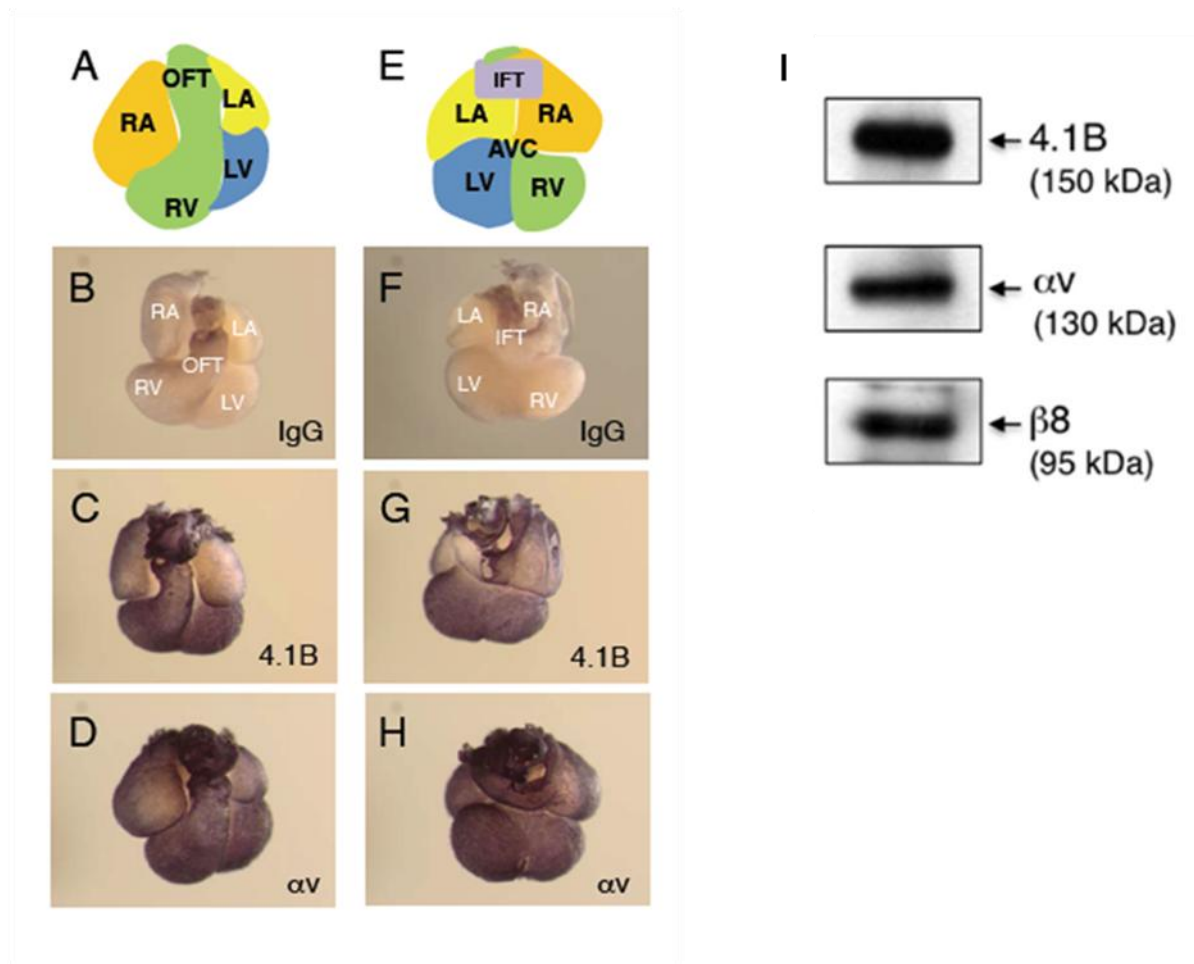 A
OFT
LA
RA
LV
RV
E
IFT
LA
RA
AVC
LV
RV
B
RA
LA
OFT
RV
LV
IgG
F
LA
RA
IFT
LV
RV
IgG
C
4.1B
G
4.1B
D
αv
H
αv
I
4.1B
(150 kDa)
αv
(130 kDa)
β8
(95 kDa)